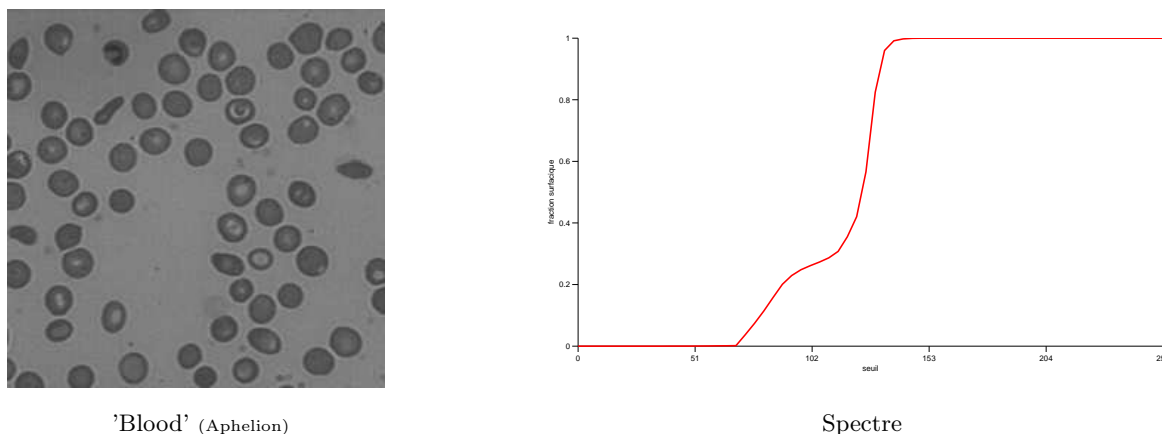 1
0.8
0.6
0.4
0.2
0
fraction surfacique
0 51 102 153 204
seuil
'Blood' (Aphelion)
Spectre